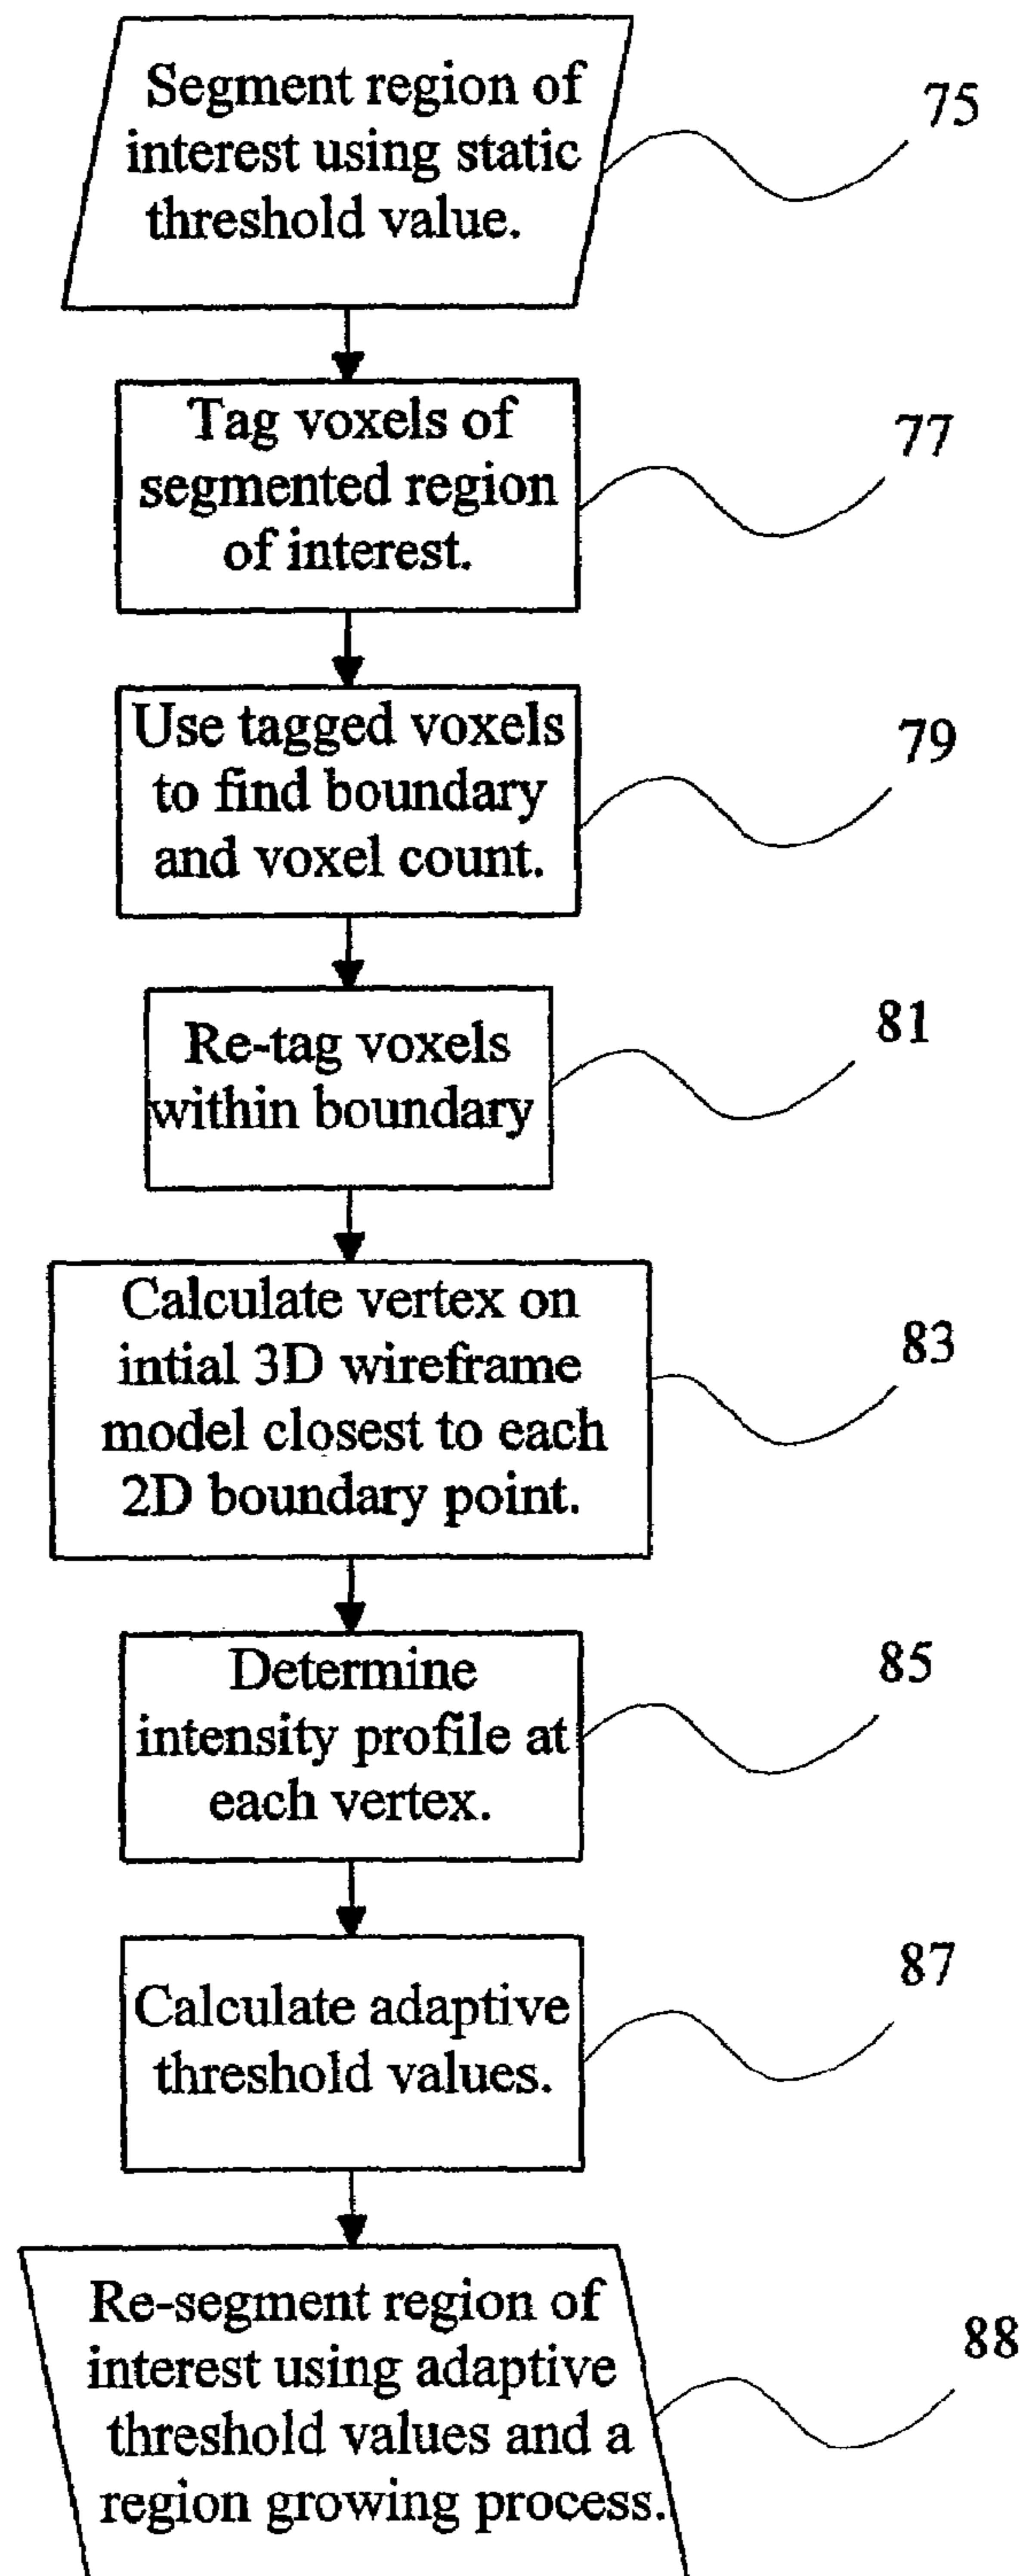 Segment region of
interest using static
threshold value.
75
Tag voxels of
segmented region
of interest.
77
Use tagged voxels
to find boundary
and voxel count.
79
Re-tag voxels
within boundary
81
Calculate vertex on
intial 3D wireframe
model closest to each
2D boundary point.
83
Determine
intensity profile at
each vertex.
85
Calculate adaptive
threshold values.
87
Re-segment region of
interest using adaptive
threshold values and a
region growing process.
88